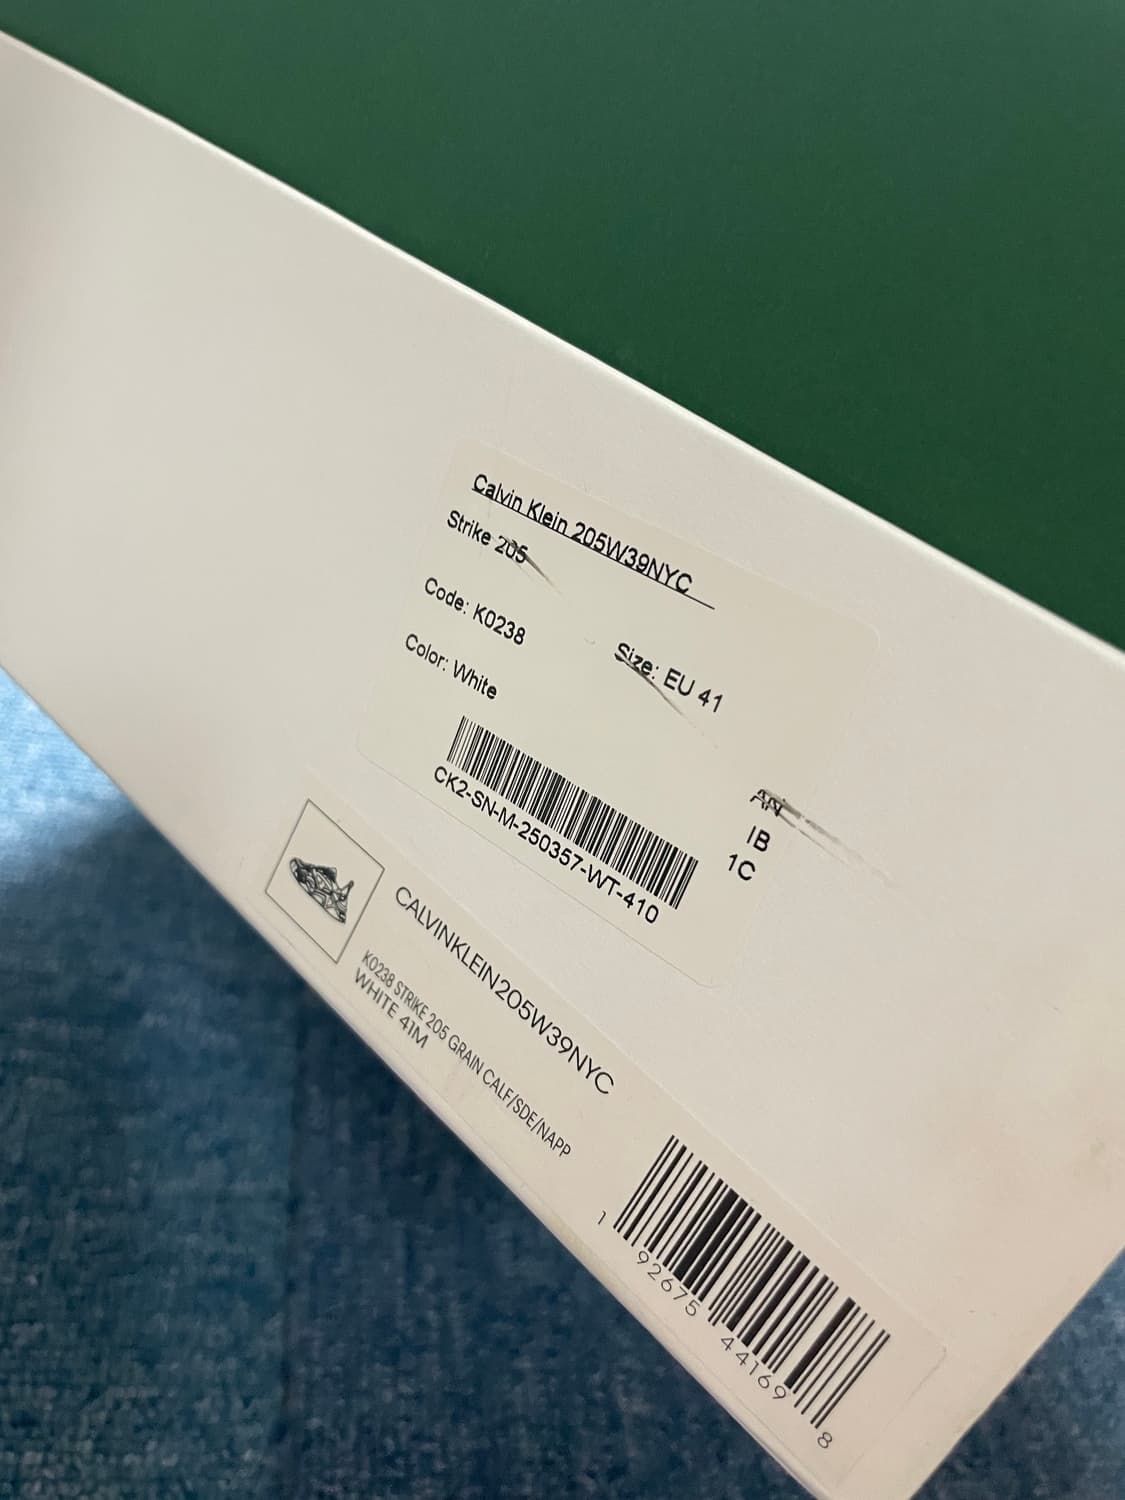 Calvin Klein 205W39NYC
Strike 205
Code: K0238
Size: EU 41
Color: White
CK2-SN-M-250357-WT-410
AN
IB
1C
CALVINKLEIN205W39NYC
K0238 STRIKE 205 GRAIN CALF/SDE/NAPP
WHITE 41M
1 92675 44169 8